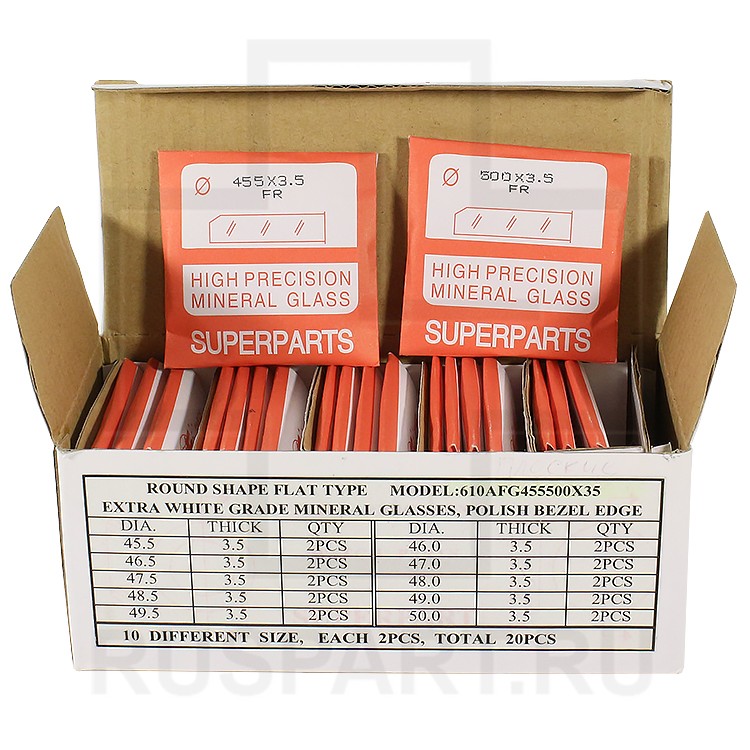 Ø 455X3.5
FR
HIGH PRECISION
MINERAL GLASS
SUPERPARTS
Ø 500X3.5
FR
HIGH PRECISION
MINERAL GLASS
SUPERPARTS
Плоские
ROUND SHAPE FLAT TYPE MODEL:610AFG455500X35
EXTRA WHITE GRADE MINERAL GLASSES, POLISH BEZEL EDGE
DIA. THICK QTY DIA. THICK QTY
45.5 3.5 2PCS 46.0 3.5 2PCS
46.5 3.5 2PCS 47.0 3.5 2PCS
47.5 3.5 2PCS 48.0 3.5 2PCS
48.5 3.5 2PCS 49.0 3.5 2PCS
49.5 3.5 2PCS 50.0 3.5 2PCS
10 DIFFERENT SIZE, EACH 2PCS, TOTAL 20PCS
RUSPART.RU